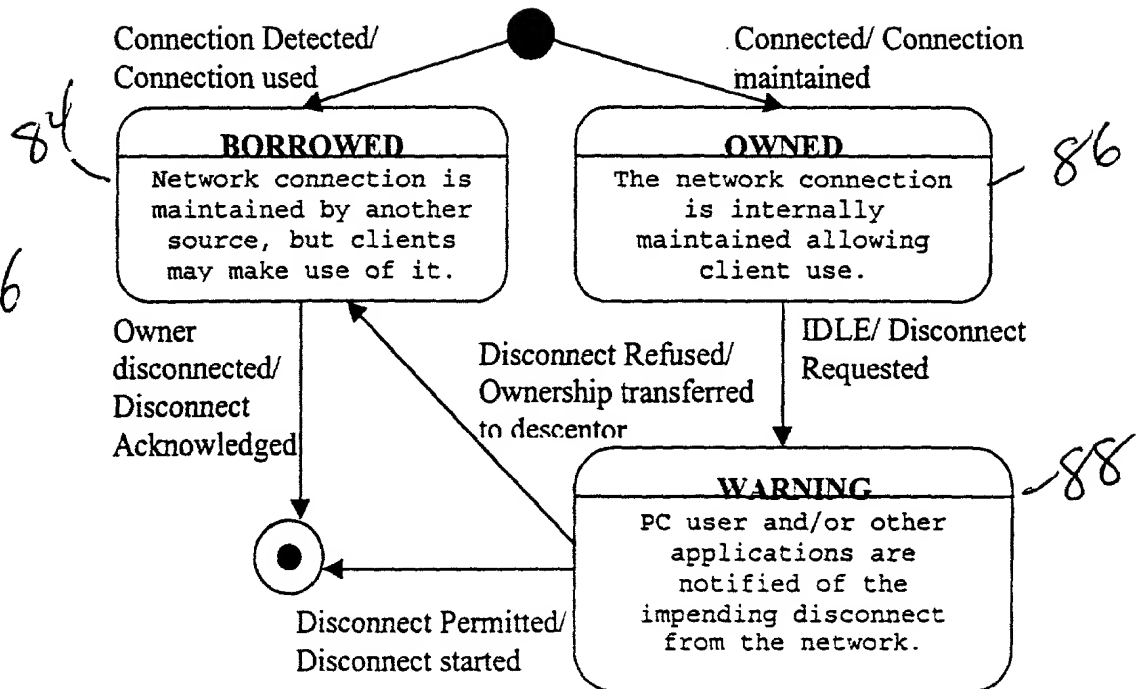 Connection Detected/
Connection used
Connected/ Connection
maintained
84
BORROWED
Network connection is
maintained by another
source, but clients
may make use of it.
OWNED
The network connection
is internally
maintained allowing
client use.
86
6
Owner
disconnected/
Disconnect
Acknowledged
Disconnect Refused/
Ownership transferred
to descentor
IDLE/ Disconnect
Requested
WARNING
PC user and/or other
applications are
notified of the
impending disconnect
from the network.
88
Disconnect Permitted/
Disconnect started